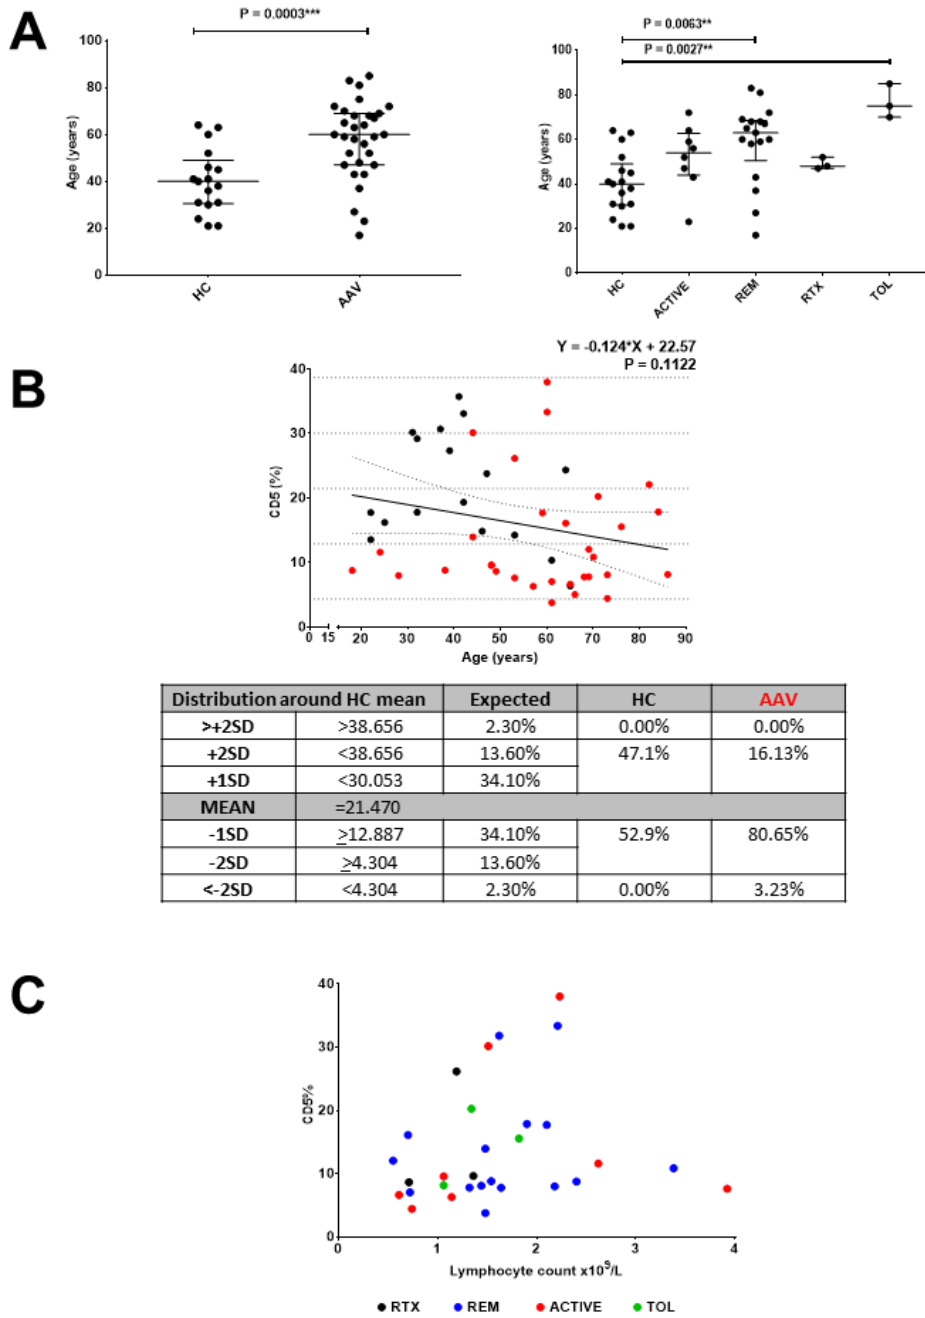 A
P = 0.0003***
100
80
60
40
20
0
Age (years)
HC
AAV
P = 0.0063**
P = 0.0027**
100
80
60
40
20
0
Age (years)
HC
ACTIVE
REM
RTX
TOL
B
Y = -0.124*X + 22.57
P = 0.1122
40
30
20
10
0
CD5 (%)
0 15 20 30 40 50 60 70 80 90
Age (years)
Distribution around HC mean Expected HC AAV
>+2SD >38.656 2.30% 0.00% 0.00%
+2SD <38.656 13.60% 47.1% 16.13%
+1SD <30.053 34.10%
MEAN =21.470
-1SD ≥12.887 34.10% 52.9% 80.65%
-2SD ≥4.304 13.60%
<-2SD <4.304 2.30% 0.00% 3.23%
C
40
30
20
10
0
CD5%
0 1 2 3 4
Lymphocyte count x10⁹/L
RTX REM ACTIVE TOL